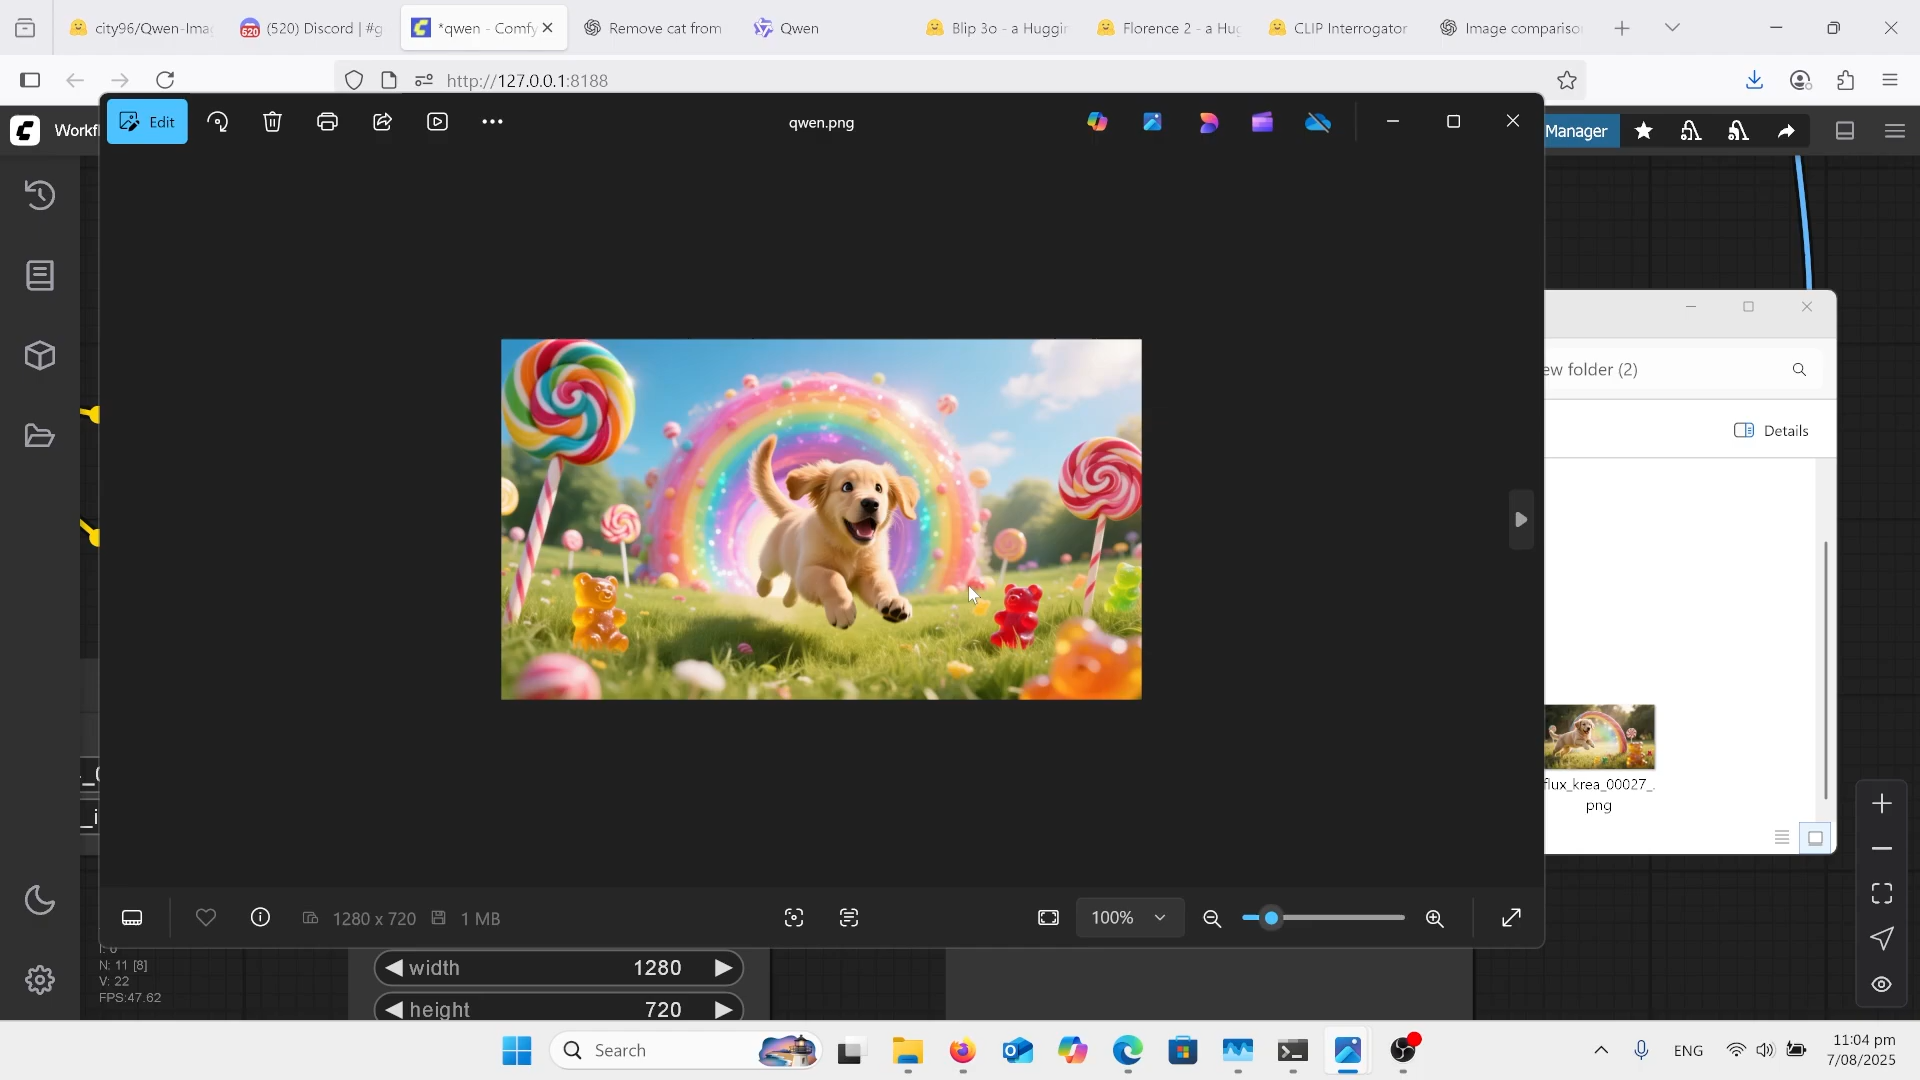 city96/Qwen-Ima
(520) Discord | #g
*qwen - Comfy
Remove cat from
Qwen
Blip 3o - a Huggin
Florence 2 - a Hug
CLIP Interrogator
Image compariso
http://127.0.0.1:8188
Edit
qwen.png
Workfl
Manager
ew folder (2)
Details
flux_krea_00027_.
png
1280 x 720
1 MB
100%
N: 11 [8]
V: 22
FPS:47.62
width
1280
height
720
Search
ENG
11:04 pm
7/08/2025